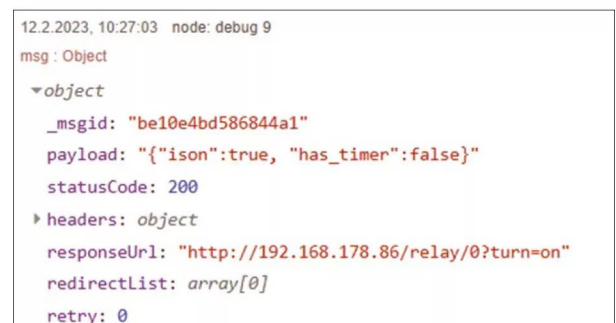 12.2.2023, 10:27:03 node: debug 9
msg : Object
▾object
_msgid: "be10e4bd586844a1"
payload: "{"ison":true, "has_timer":false}"
statusCode: 200
▸headers: object
responseUrl: "http://192.168.178.86/relay/0?turn=on"
redirectList: array[0]
retry: 0